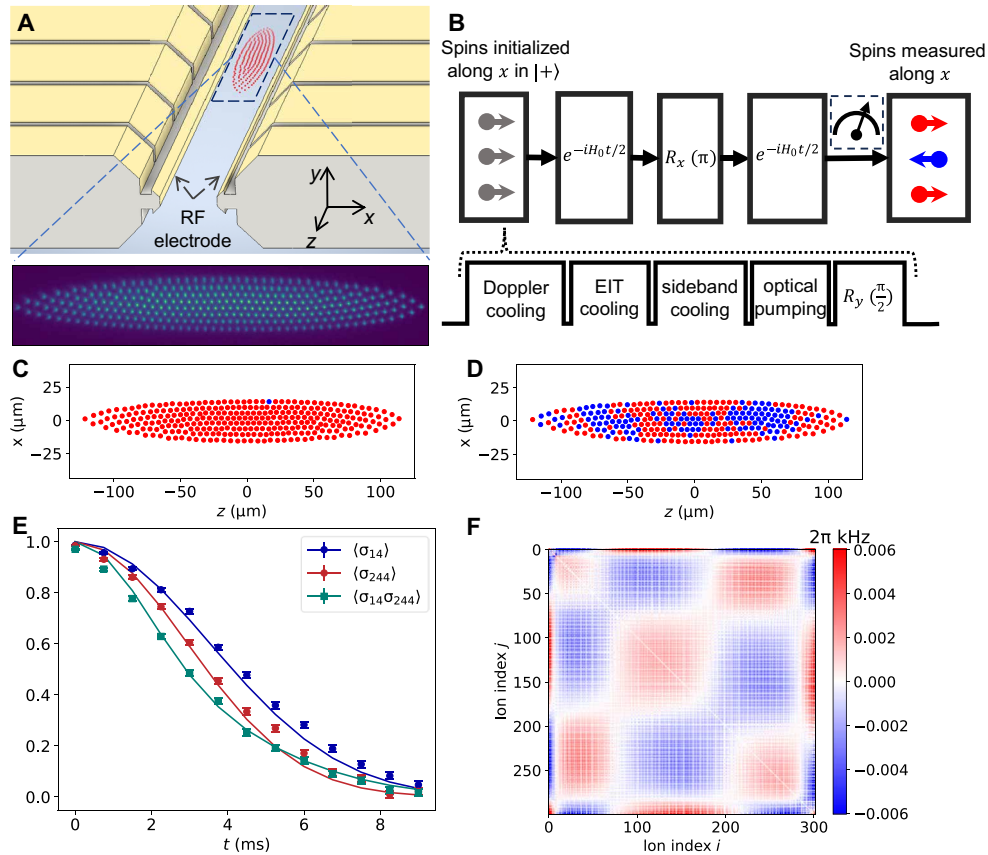 A
RF
electrode
y
x
z
B
Spins initialized
along x in |+⟩
Spins measured
along x
e^{-iH_0t/2}
R_x (π)
e^{-iH_0t/2}
Doppler
cooling
EIT
cooling
sideband
cooling
optical
pumping
R_y (π/2)
C
x (μm)
25
0
−25
−100
−50
0
50
100
z (μm)
D
x (μm)
25
0
−25
−100
−50
0
50
100
z (μm)
E
1.0
0.8
0.6
0.4
0.2
0.0
0
2
4
6
8
t (ms)
⟨σ₁₄⟩
⟨σ₂₄₄⟩
⟨σ₁₄σ₂₄₄⟩
F
2π kHz
Ion index j
0
50
100
150
200
250
0
100
200
300
Ion index i
0.006
0.004
0.002
0.000
−0.002
−0.004
−0.006